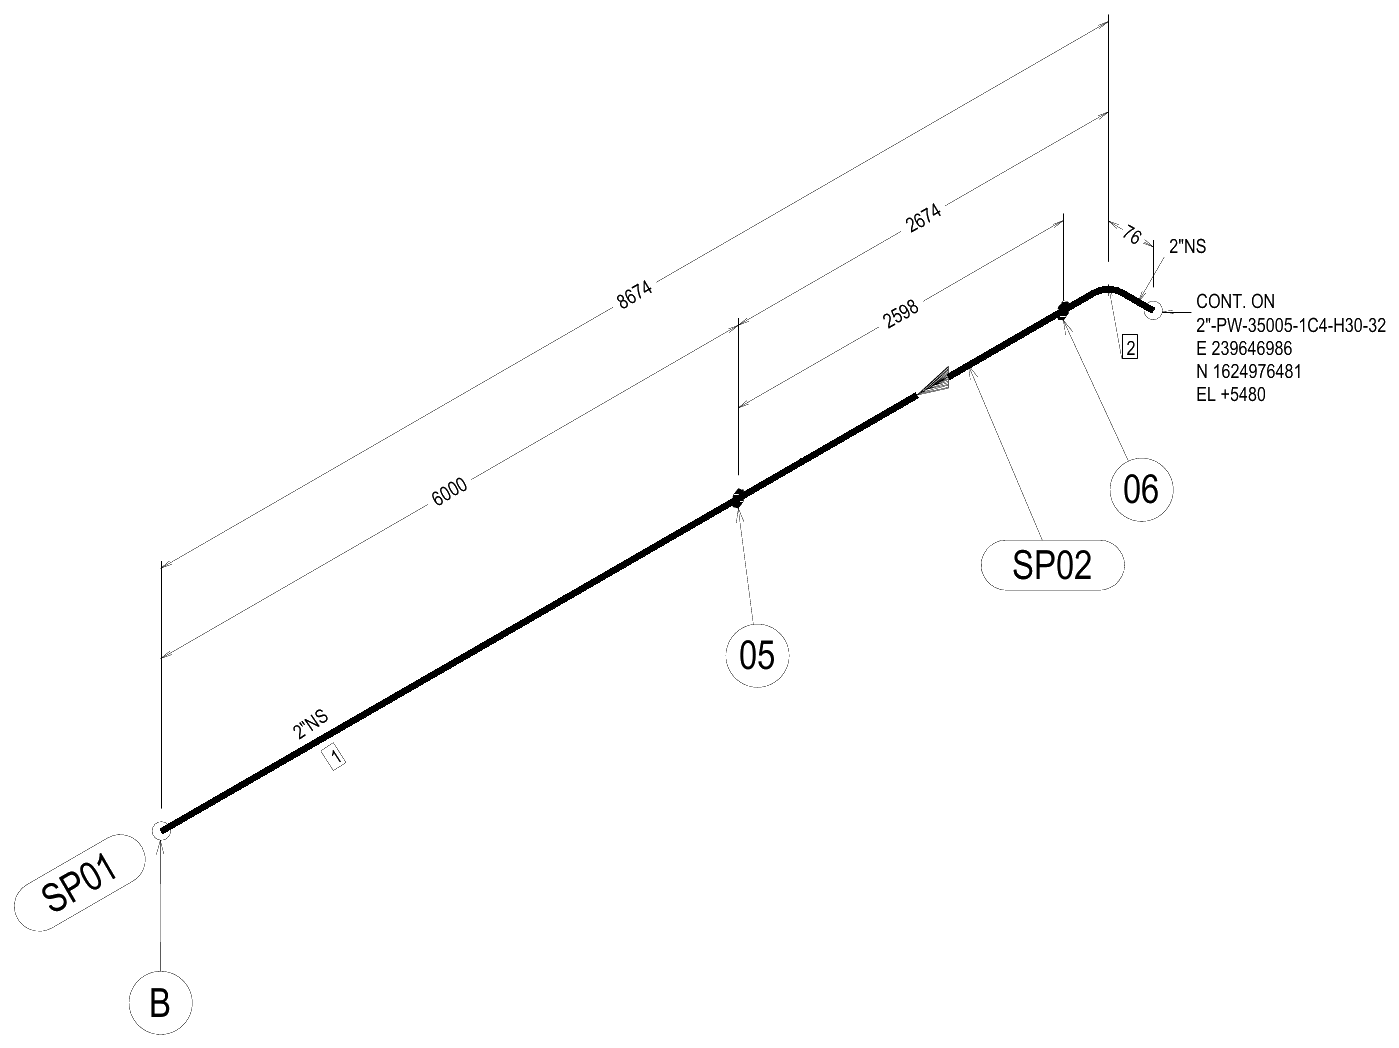 8674
2674
76
2"NS
2598
CONT. ON
2"-PW-35005-1C4-H30-32
E 239646986
N 1624976481
EL +5480
2
6000
06
SP02
05
2"NS
1
SP01
B